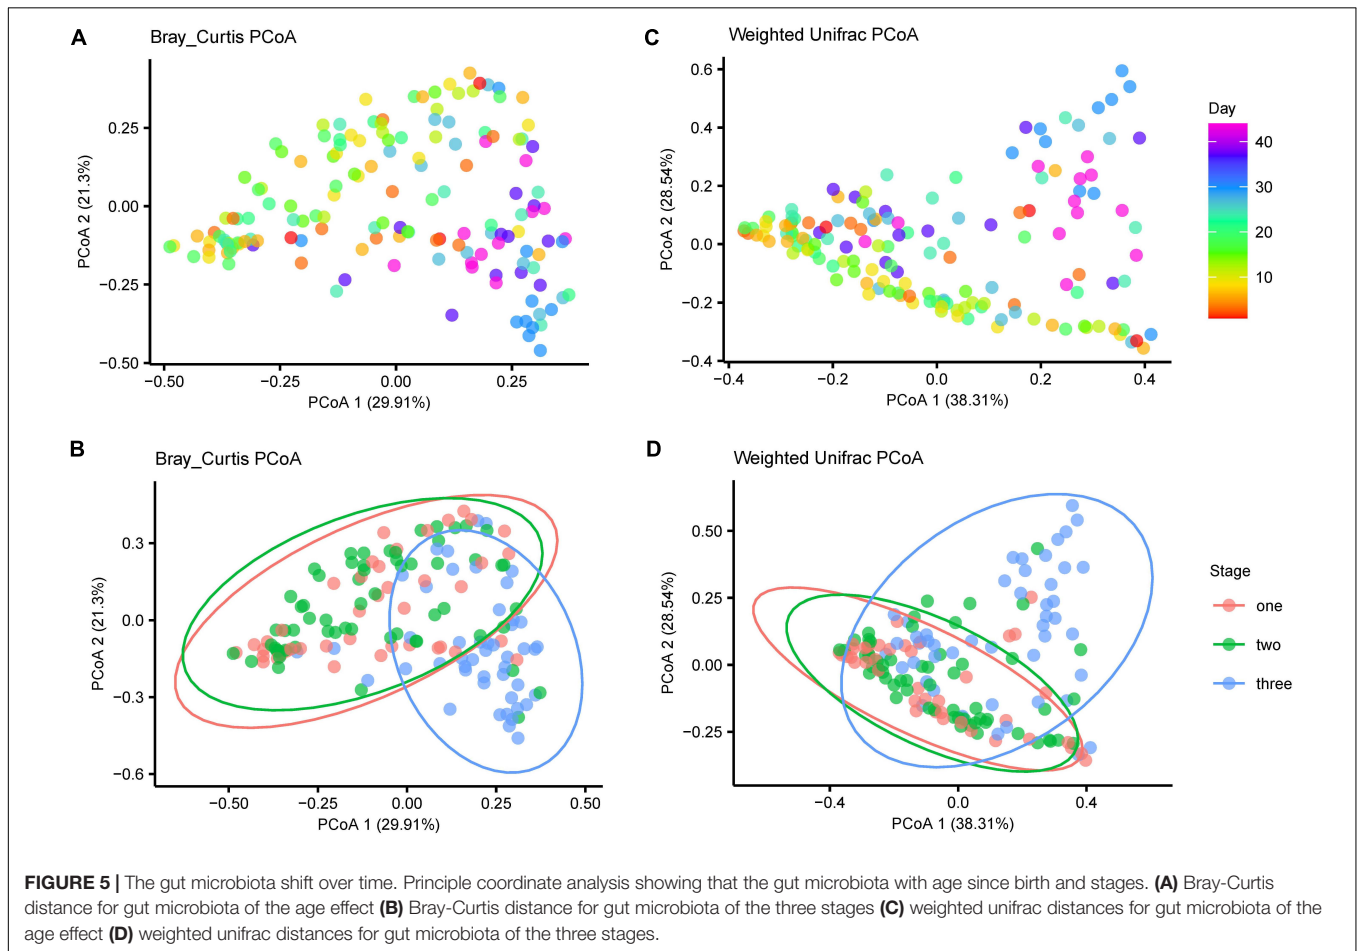 A
Bray_Curtis PCoA
0.25
0.00
−0.25
−0.50
PCoA 2 (21.3%)
−0.50 −0.25 0.00 0.25
PCoA 1 (29.91%)
C
Weighted Unifrac PCoA
0.6
0.4
0.2
0.0
−0.2
−0.4
PCoA 2 (28.54%)
−0.4 −0.2 0.0 0.2 0.4
PCoA 1 (38.31%)
Day
40
30
20
10
B
Bray_Curtis PCoA
0.3
0.0
−0.3
−0.6
PCoA 2 (21.3%)
−0.50 −0.25 0.00 0.25 0.50
PCoA 1 (29.91%)
D
Weighted Unifrac PCoA
0.50
0.25
0.00
−0.25
PCoA 2 (28.54%)
−0.4 0.0 0.4
PCoA 1 (38.31%)
Stage
one
two
three
FIGURE 5 | The gut microbiota shift over time. Principle coordinate analysis showing that the gut microbiota with age since birth and stages. (A) Bray-Curtis
distance for gut microbiota of the age effect (B) Bray-Curtis distance for gut microbiota of the three stages (C) weighted unifrac distances for gut microbiota of the
age effect (D) weighted unifrac distances for gut microbiota of the three stages.